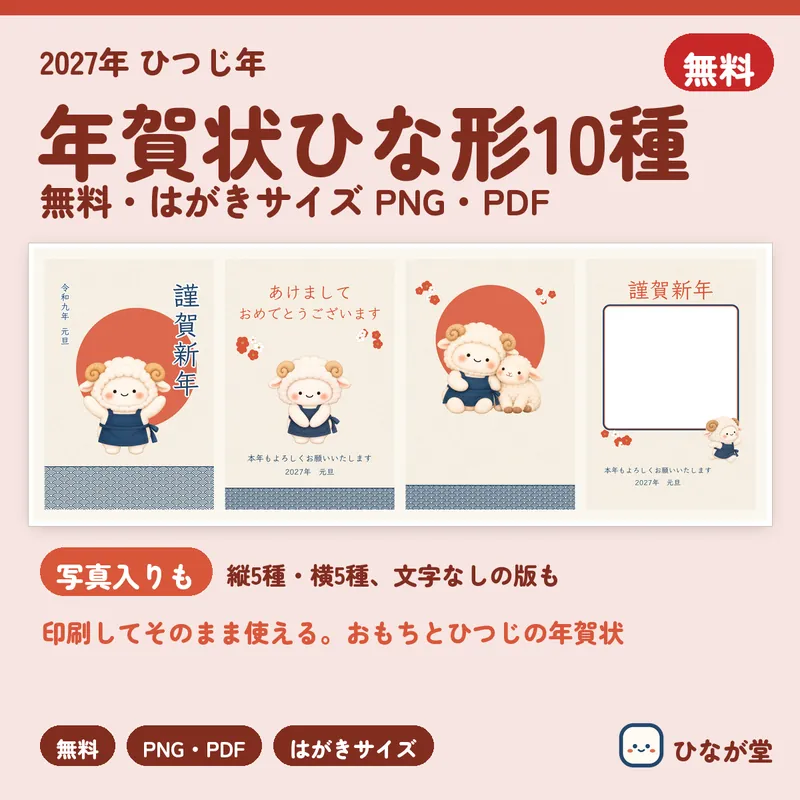 2027年 ひつじ年
無料
年賀状ひな形10種
無料・はがきサイズ PNG・PDF
令和九年 元旦
謹賀新年
あけまして
おめでとうございます
本年もよろしくお願いいたします
2027年 元旦
謹賀新年
本年もよろしくお願いいたします
2027年 元旦
写真入りも
縦5種・横5種、文字なしの版も
印刷してそのまま使える。おもちとひつじの年賀状
無料
PNG・PDF
はがきサイズ
ひなが堂